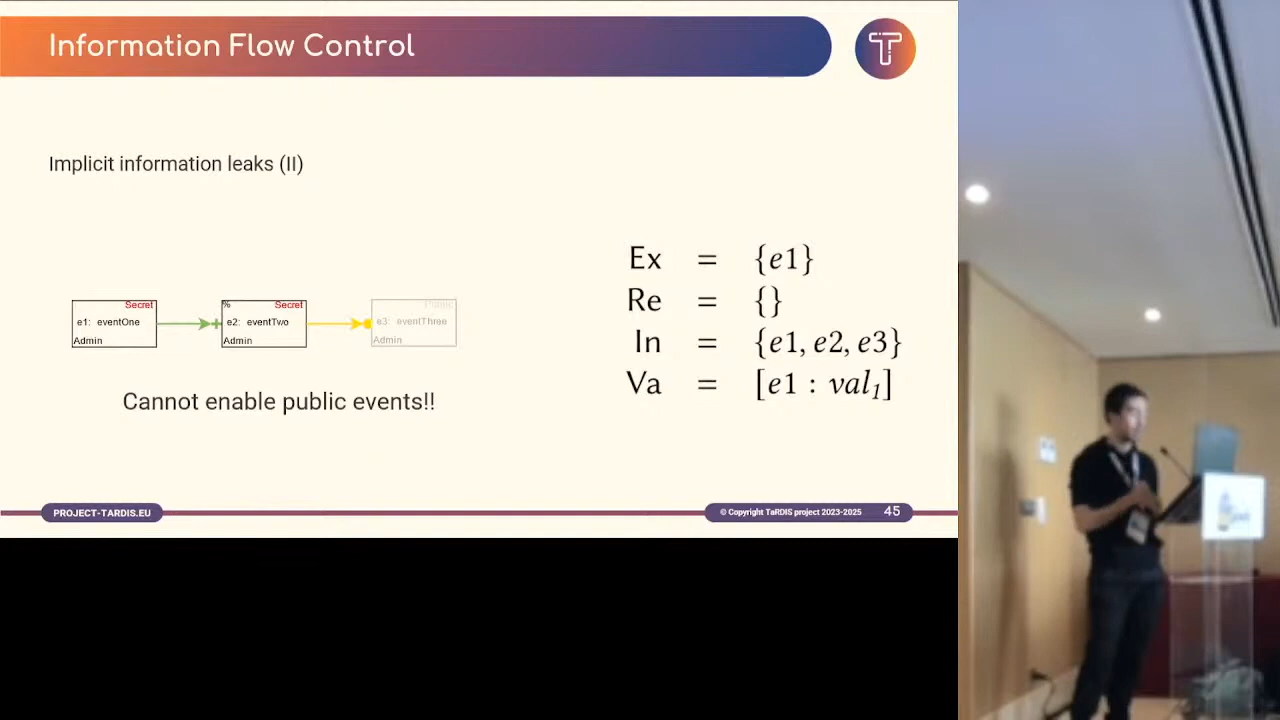 Information Flow Control
T
Implicit information leaks (II)
Secret
e1: eventOne
Admin
% Secret
e2: eventTwo
Admin
Public
e3: eventThree
Admin
Cannot enable public events!!
Ex = {e1}
Re = {}
In = {e1, e2, e3}
Va = [e1 : val₁]
PROJECT-TARDIS.EU
© Copyright TaRDIS project 2023-2025 45